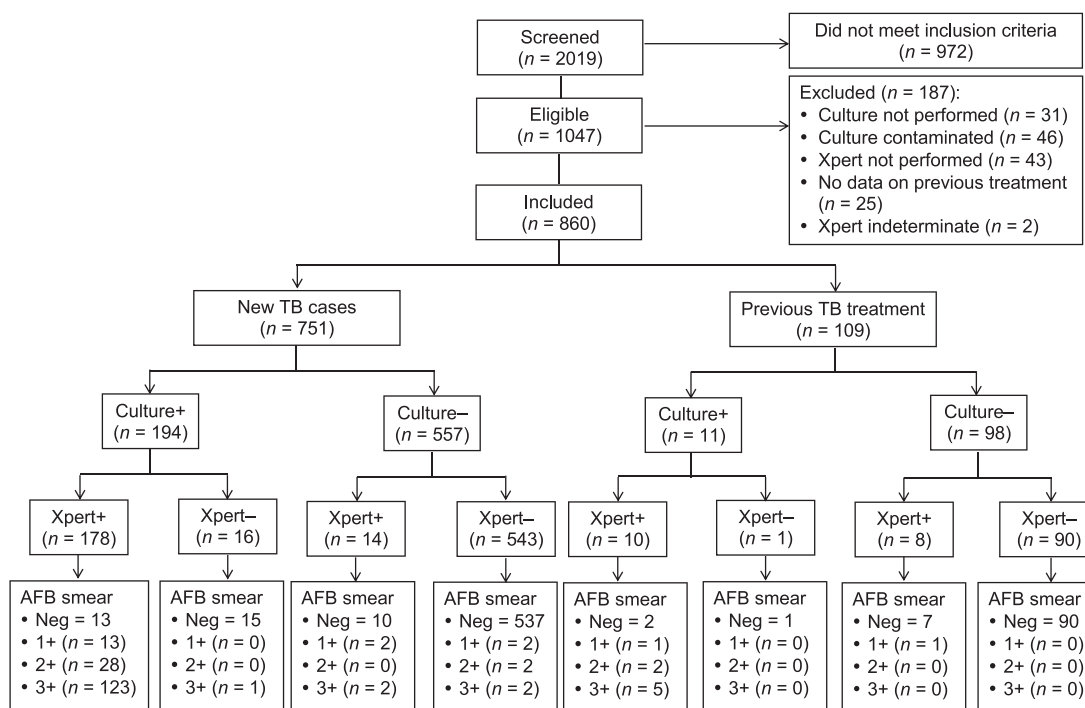 Screened
(n = 2019)
Did not meet inclusion criteria
(n = 972)
Eligible
(n = 1047)
Excluded (n = 187):
• Culture not performed (n = 31)
• Culture contaminated (n = 46)
• Xpert not performed (n = 43)
• No data on previous treatment
(n = 25)
• Xpert indeterminate (n = 2)
Included
(n = 860)
New TB cases
(n = 751)
Previous TB treatment
(n = 109)
Culture+
(n = 194)
Culture–
(n = 557)
Culture+
(n = 11)
Culture–
(n = 98)
Xpert+
(n = 178)
Xpert–
(n = 16)
Xpert+
(n = 14)
Xpert–
(n = 543)
Xpert+
(n = 10)
Xpert–
(n = 1)
Xpert+
(n = 8)
Xpert–
(n = 90)
AFB smear
• Neg = 13
• 1+ (n = 13)
• 2+ (n = 28)
• 3+ (n = 123)
AFB smear
• Neg = 15
• 1+ (n = 0)
• 2+ (n = 0)
• 3+ (n = 1)
AFB smear
• Neg = 10
• 1+ (n = 2)
• 2+ (n = 0)
• 3+ (n = 2)
AFB smear
• Neg = 537
• 1+ (n = 2)
• 2+ (n = 2
• 3+ (n = 2)
AFB smear
• Neg = 2
• 1+ (n = 1)
• 2+ (n = 2)
• 3+ (n = 5)
AFB smear
• Neg = 1
• 1+ (n = 0)
• 2+ (n = 0)
• 3+ (n = 0)
AFB smear
• Neg = 7
• 1+ (n = 1)
• 2+ (n = 0)
• 3+ (n = 0)
AFB smear
• Neg = 90
• 1+ (n = 0)
• 2+ (n = 0)
• 3+ (n = 0)